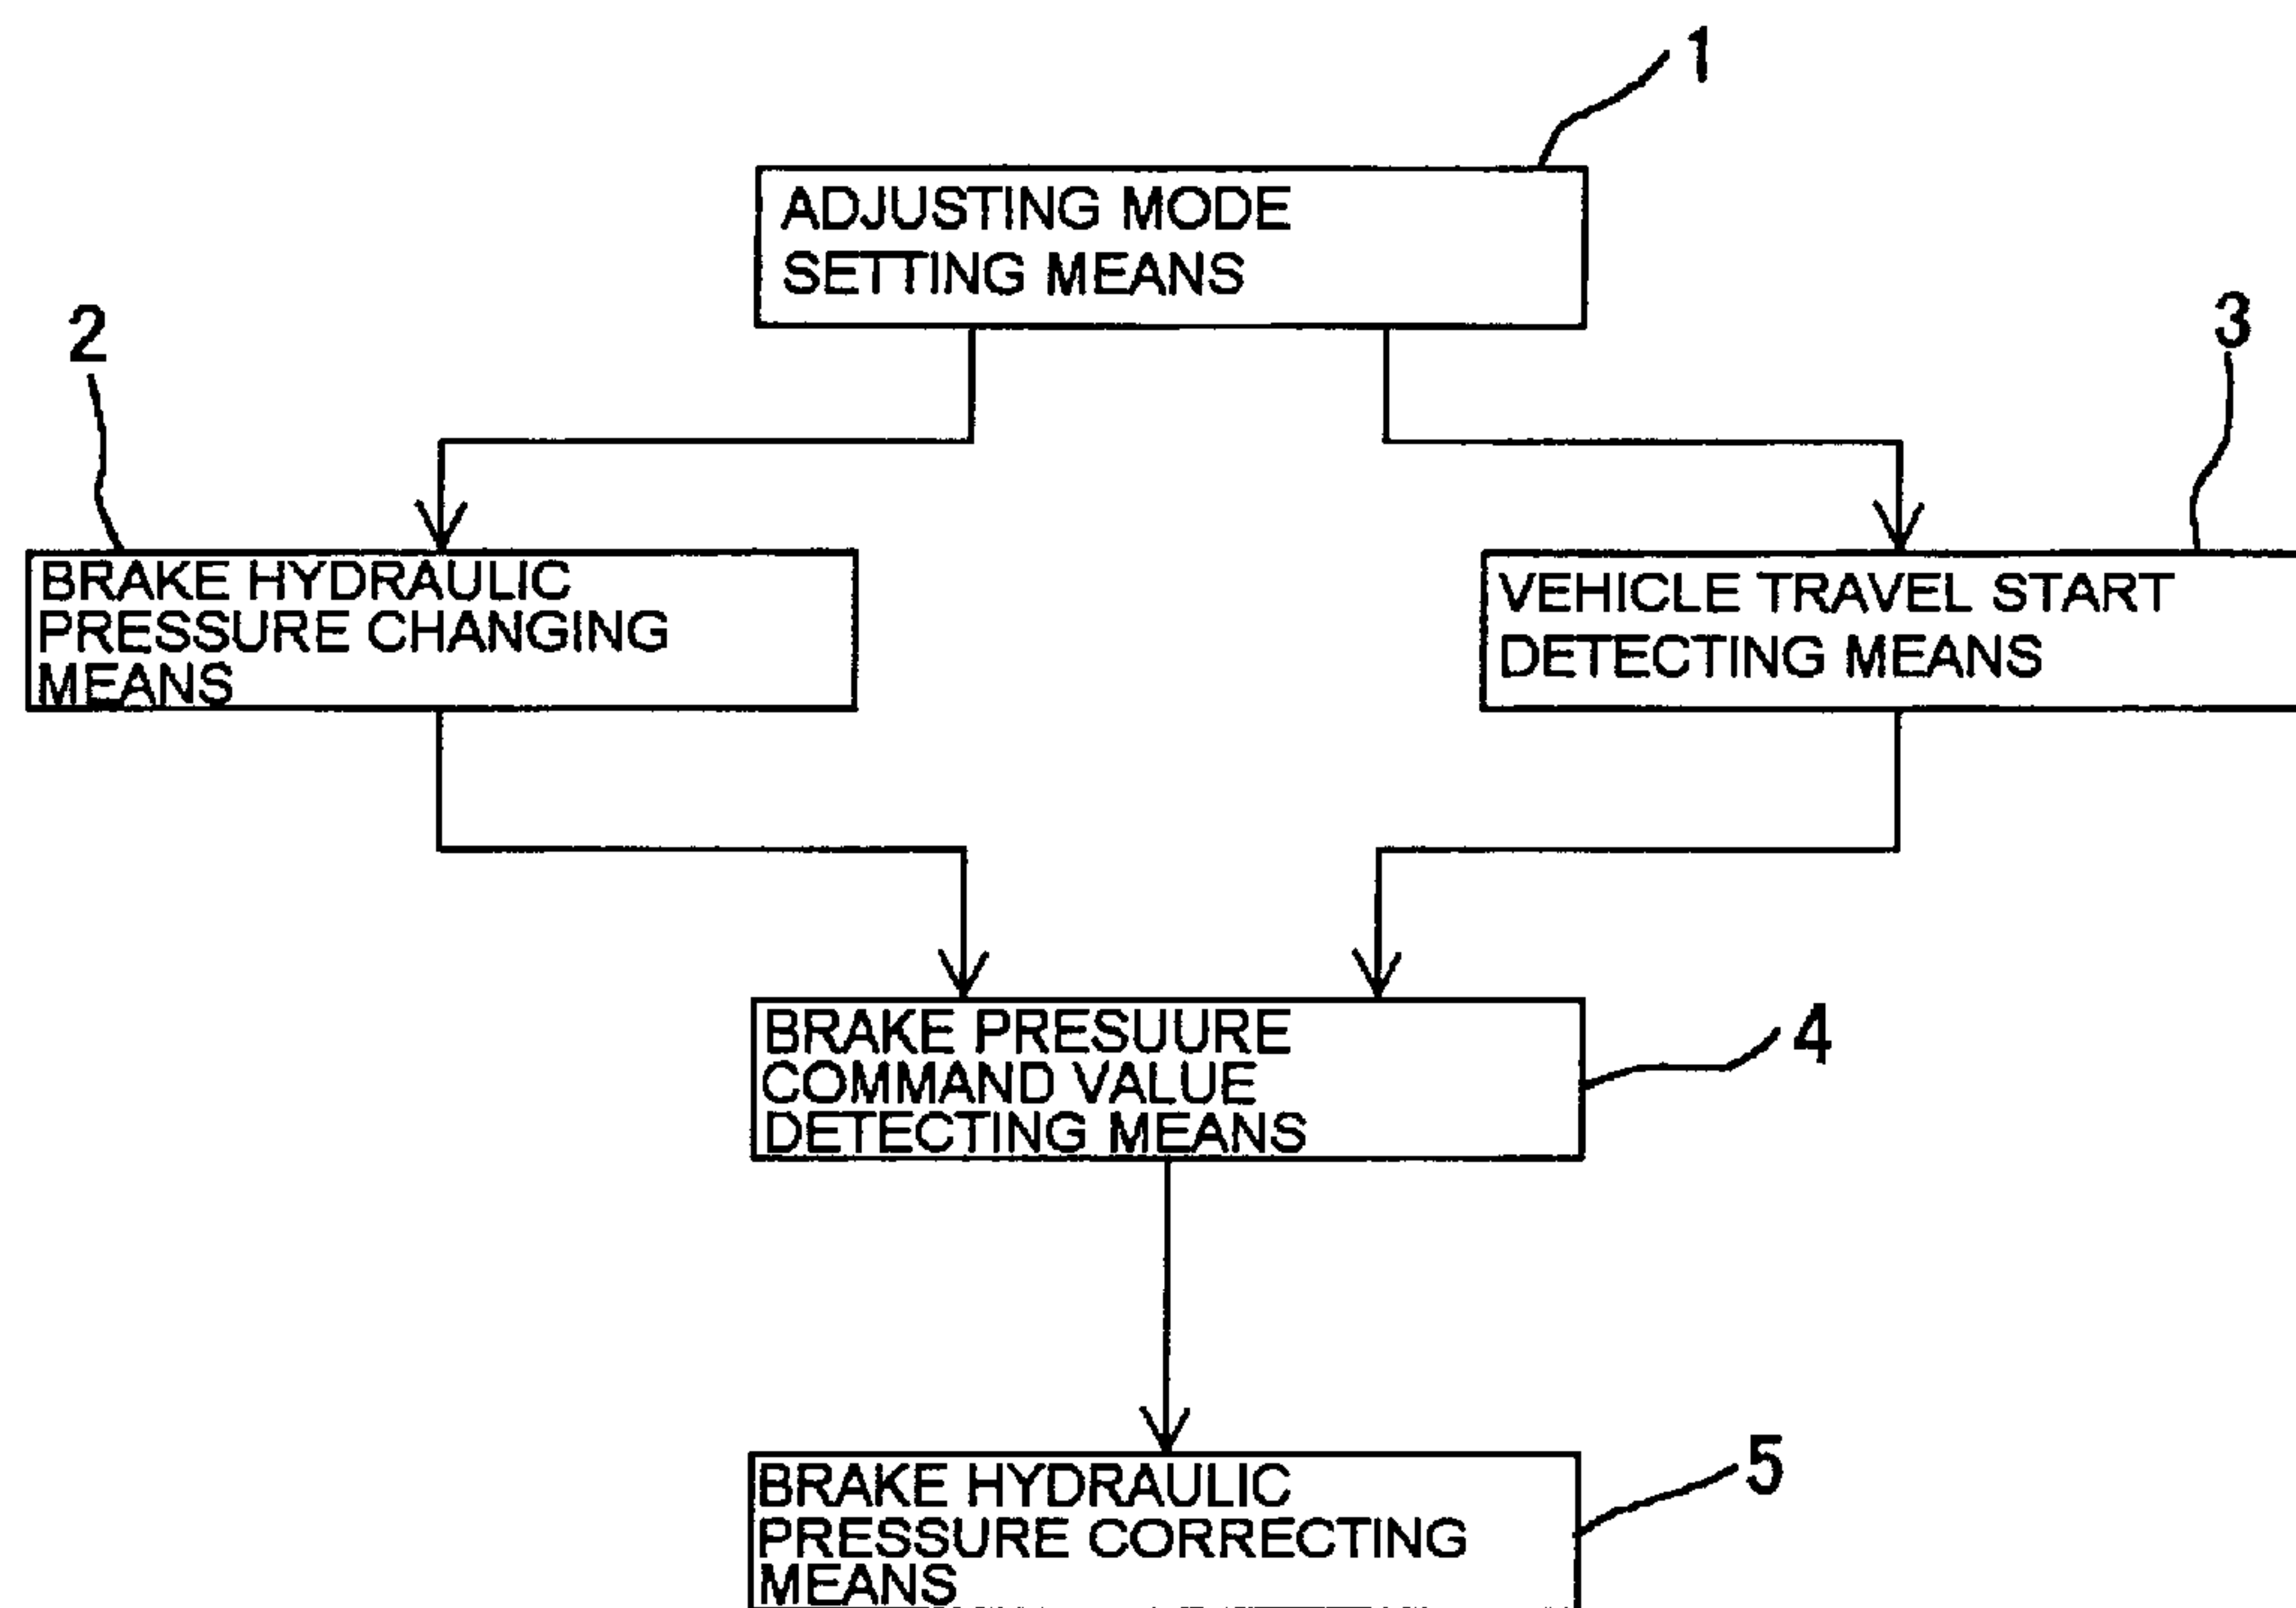 1
ADJUSTING MODE
SETTING MEANS
2
3
BRAKE HYDRAULIC
PRESSURE CHANGING
MEANS
VEHICLE TRAVEL START
DETECTING MEANS
BRAKE PRESUURE
COMMAND VALUE
DETECTING MEANS
4
BRAKE HYDRAULIC
PRESSURE CORRECTING
MEANS
5